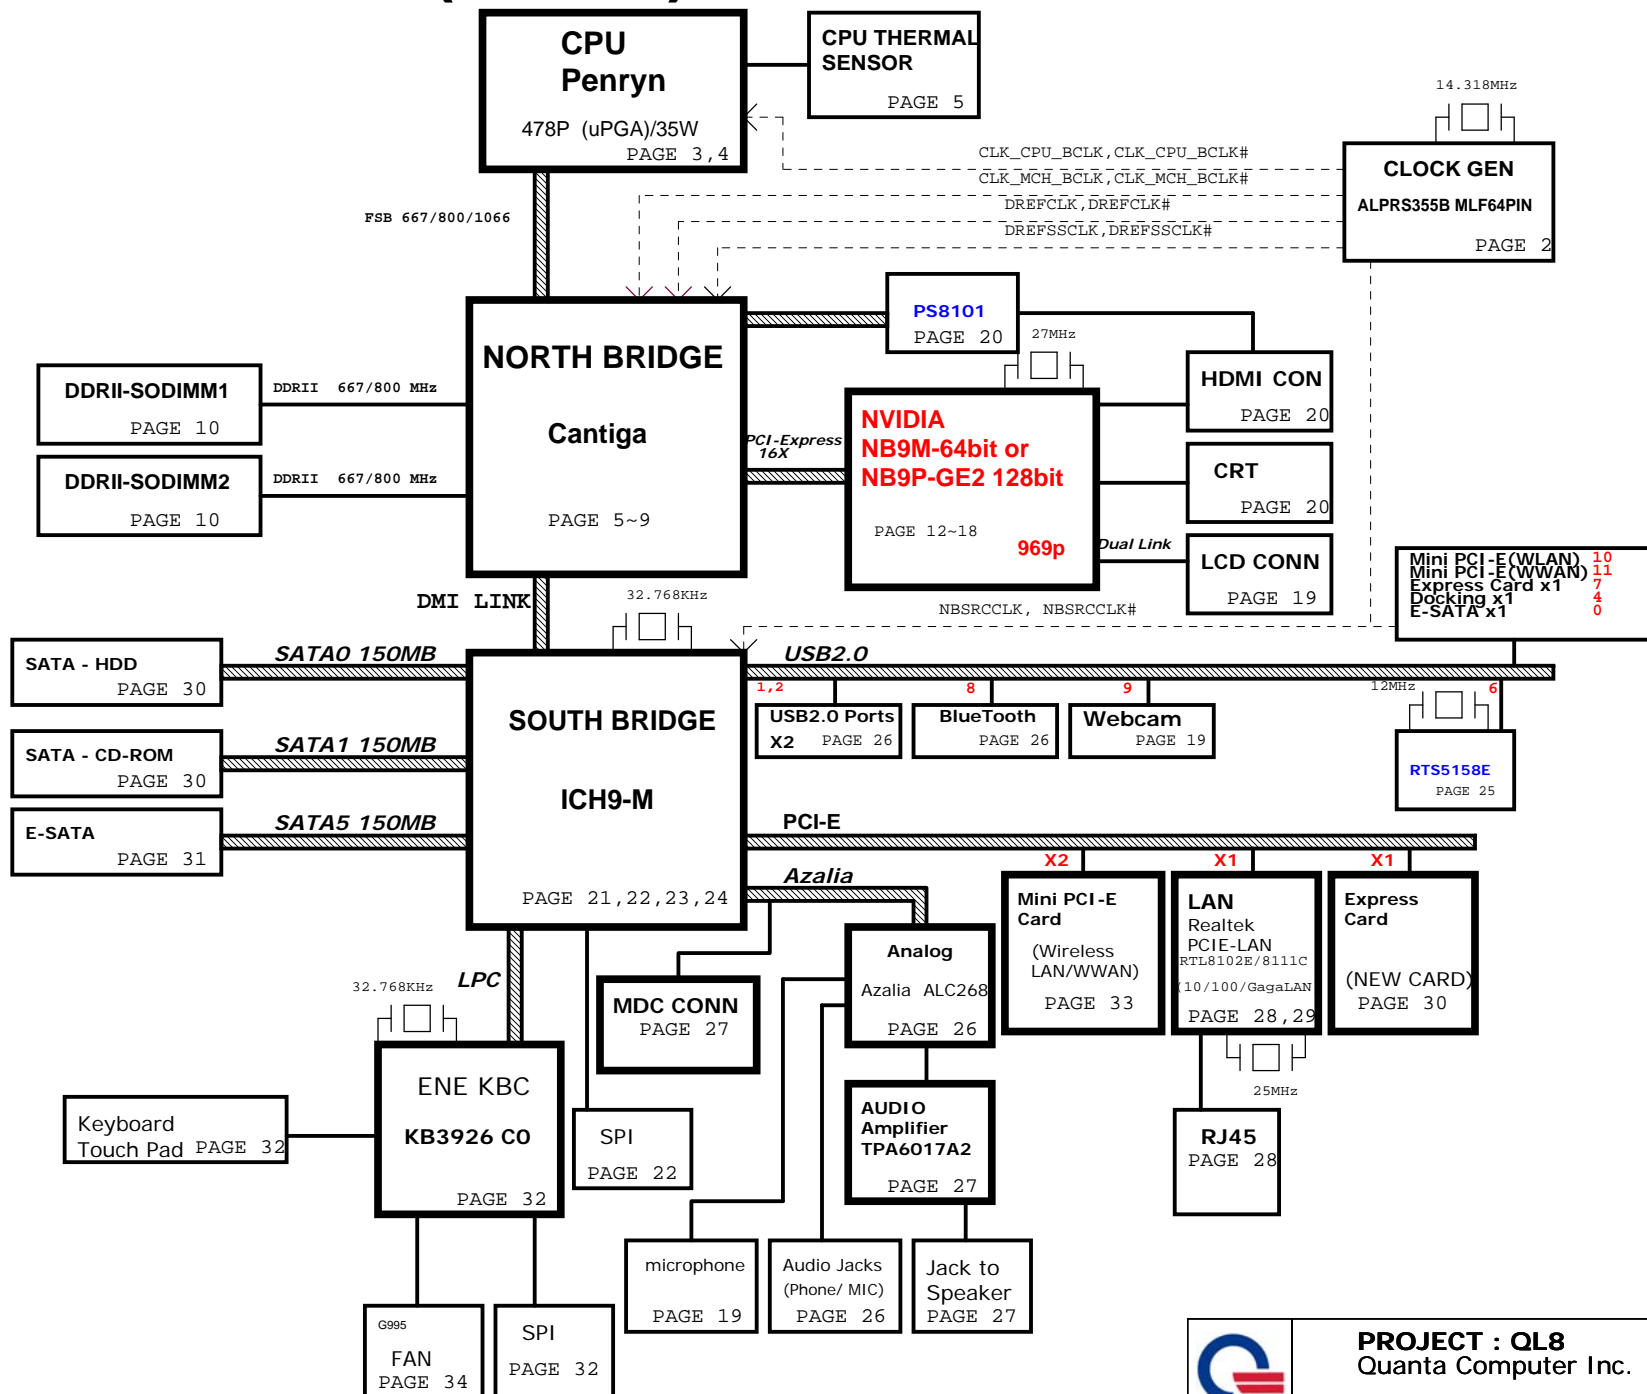 CPU
Penryn
478P (uPGA)/35W
PAGE 3,4
CPU THERMAL
SENSOR
PAGE 5
14.318MHz
CLOCK GEN
ALPRS355B MLF64PIN
PAGE 2
CLK_CPU_BCLK,CLK_CPU_BCLK#
CLK_MCH_BCLK,CLK_MCH_BCLK#
DREFCLK,DREFCLK#
DREFSSCLK,DREFSSCLK#
FSB 667/800/1066
NORTH BRIDGE
Cantiga
PAGE 5~9
PS8101
PAGE 20
27MHz
HDMI CON
PAGE 20
DDRII-SODIMM1
PAGE 10
DDRII 667/800 MHz
DDRII-SODIMM2
PAGE 10
DDRII 667/800 MHz
PCI-Express
16X
NVIDIA
NB9M-64bit or
NB9P-GE2 128bit
PAGE 12~18
969p
CRT
PAGE 20
Dual Link
LCD CONN
PAGE 19
DMI LINK
32.768KHz
NBSRCCLK, NBSRCCLK#
Mini PCI-E(WLAN) 10
Mini PCI-E(WWAN) 11
Express Card x1 7
Docking x1 4
E-SATA x1 0
SATA - HDD
PAGE 30
SATA0 150MB
SATA - CD-ROM
PAGE 30
SATA1 150MB
E-SATA
PAGE 31
SATA5 150MB
SOUTH BRIDGE
ICH9-M
PAGE 21,22,23,24
USB2.0
1,2
USB2.0 Ports
X2 PAGE 26
8
BlueTooth
PAGE 26
9
Webcam
PAGE 19
12MHz
6
RTS5158E
PAGE 25
PCI-E
X2
Mini PCI-E
Card
(Wireless
LAN/WWAN)
PAGE 33
X1
LAN
Realtek
PCIE-LAN
RTL8102E/8111C
(10/100/GagaLAN
PAGE 28,29
X1
Express
Card
(NEW CARD)
PAGE 30
25MHz
RJ45
PAGE 28
Azalia
MDC CONN
PAGE 27
Analog
Azalia ALC268
PAGE 26
AUDIO
Amplifier
TPA6017A2
PAGE 27
LPC
32.768KHz
ENE KBC
KB3926 C0
PAGE 32
Keyboard
Touch Pad PAGE 32
SPI
PAGE 22
microphone
PAGE 19
Audio Jacks
(Phone/ MIC)
PAGE 26
Jack to
Speaker
PAGE 27
G995
FAN
PAGE 34
SPI
PAGE 32
PROJECT : QL8
Quanta Computer Inc.